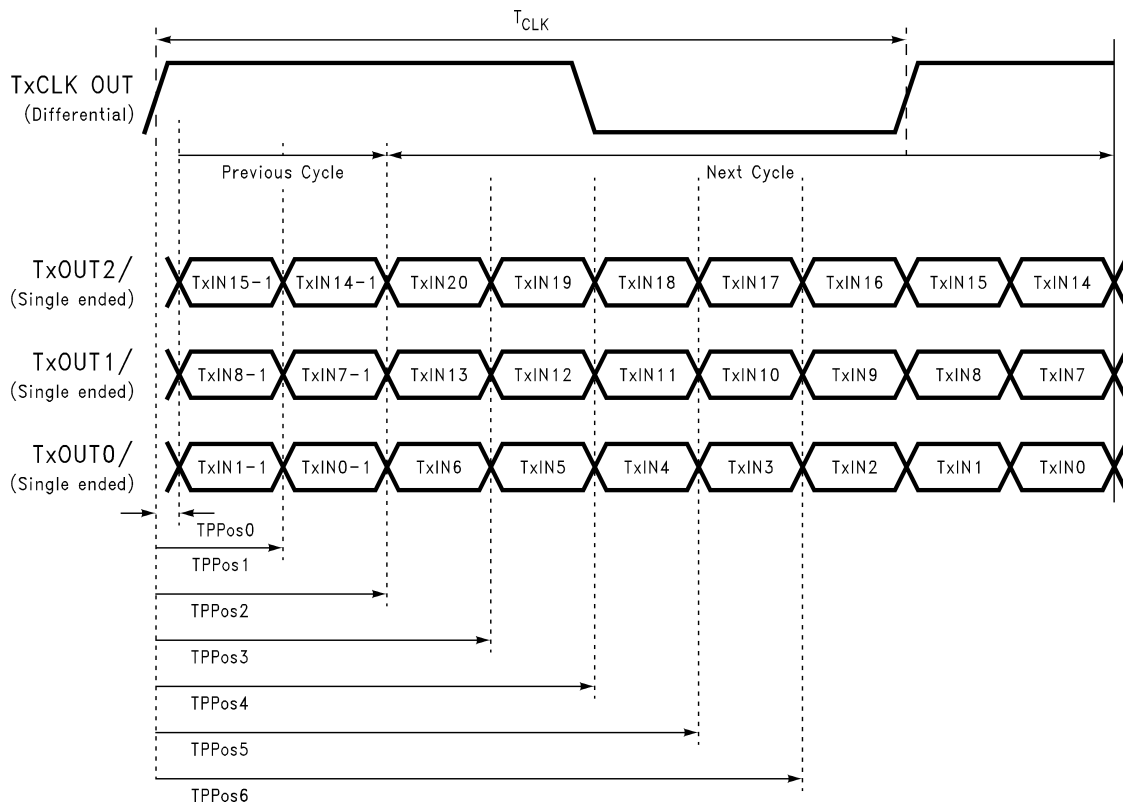 TCLK
TxCLK OUT
(Differential)
Previous Cycle
Next Cycle
TxOUT2/
(Single ended)
TxIN15-1 TxIN14-1 TxIN20 TxIN19 TxIN18 TxIN17 TxIN16 TxIN15 TxIN14
TxOUT1/
(Single ended)
TxIN8-1 TxIN7-1 TxIN13 TxIN12 TxIN11 TxIN10 TxIN9 TxIN8 TxIN7
TxOUT0/
(Single ended)
TxIN1-1 TxIN0-1 TxIN6 TxIN5 TxIN4 TxIN3 TxIN2 TxIN1 TxIN0
TPPos0
TPPos1
TPPos2
TPPos3
TPPos4
TPPos5
TPPos6